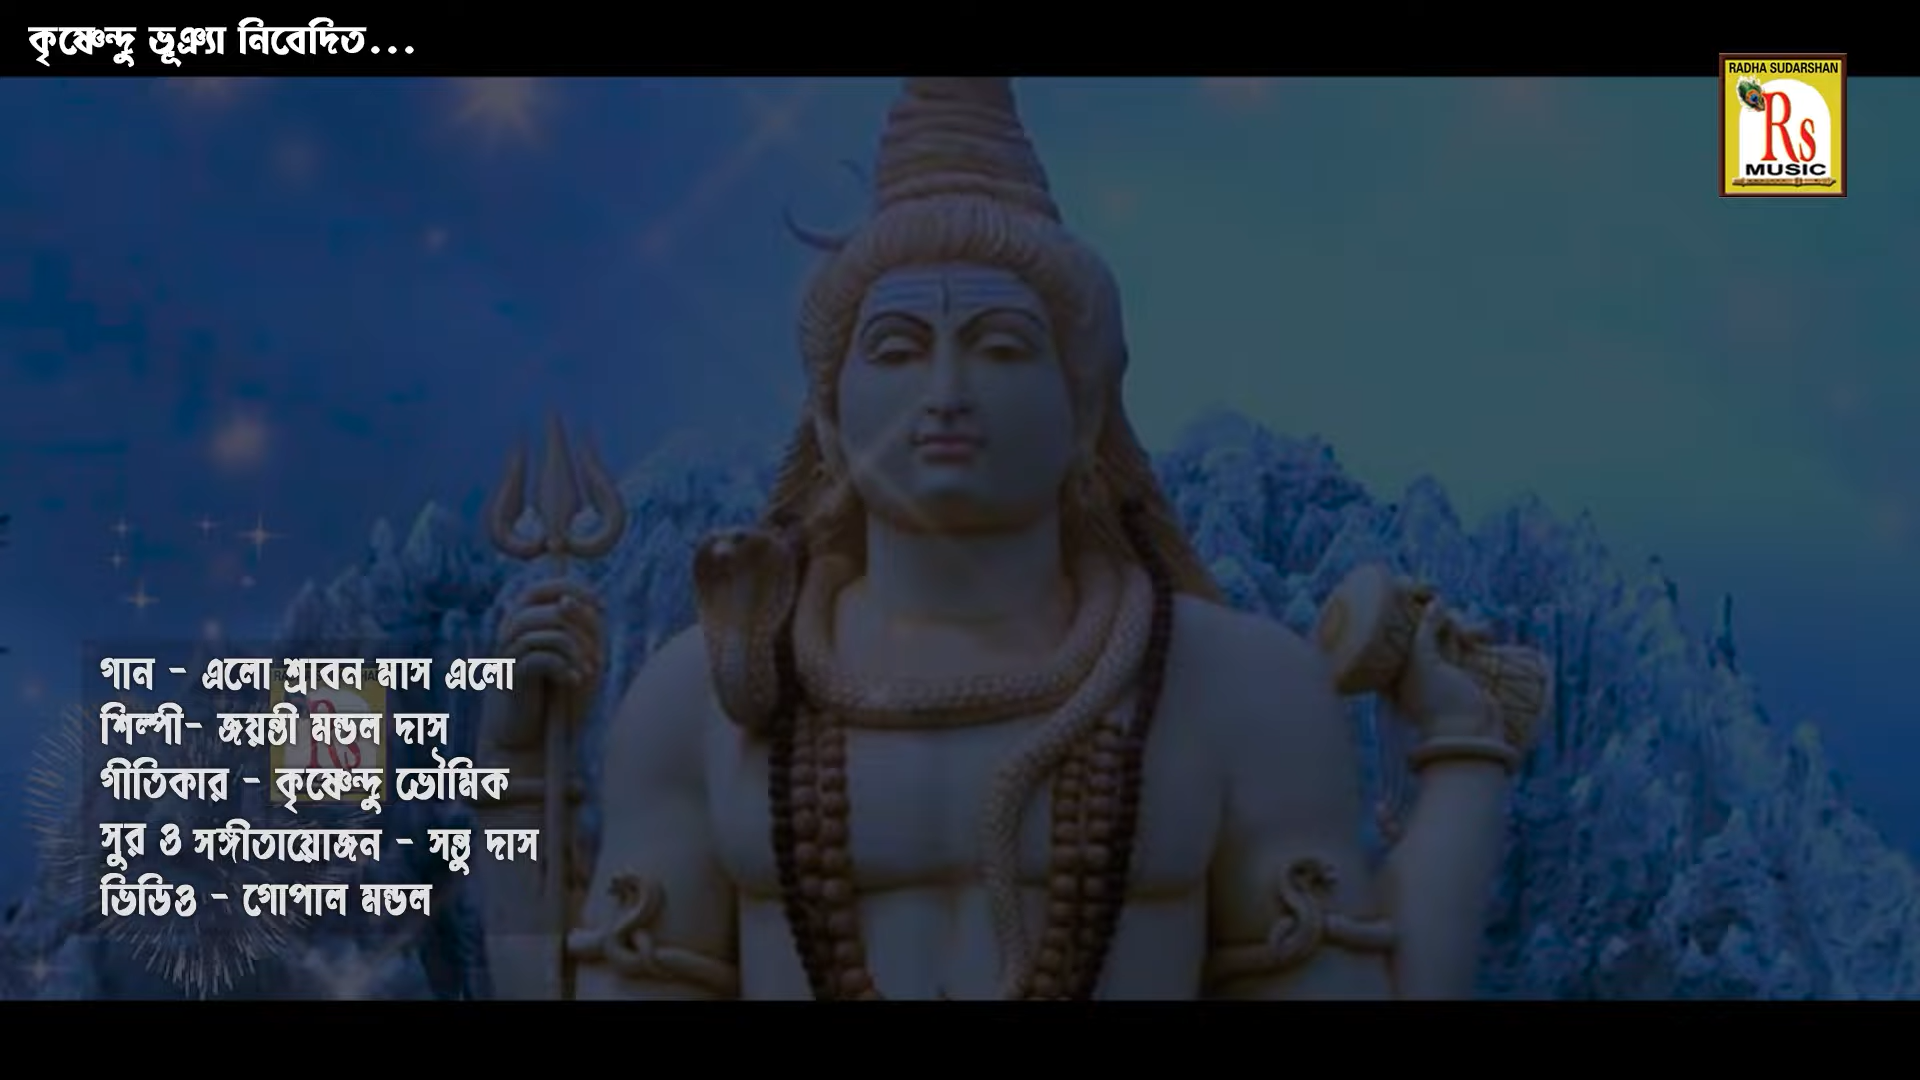 কৃষ্ণেন্দু ভূঞ্যা নিবেদিত...
RADHA SUDARSHAN
Rs
MUSIC
গান - এলো শ্রাবন মাস এলো
শিল্পী- জয়ন্তী মন্ডল দাস
গীতিকার - কৃষ্ণেন্দু ভৌমিক
সুর ও সঙ্গীতায়োজন - সন্তু দাস
ভিডিও - গোপাল মন্ডল